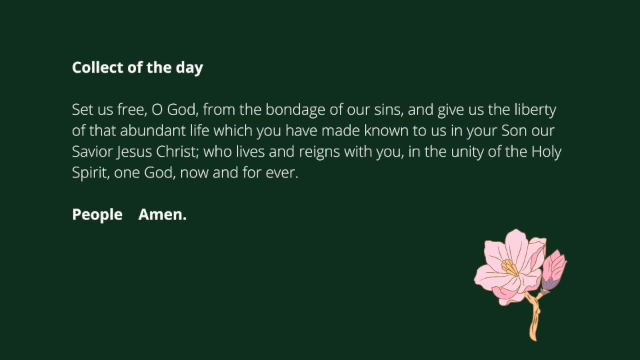 Collect of the day
Set us free, O God, from the bondage of our sins, and give us the liberty
of that abundant life which you have made known to us in your Son our
Savior Jesus Christ; who lives and reigns with you, in the unity of the Holy
Spirit, one God, now and for ever.
People Amen.